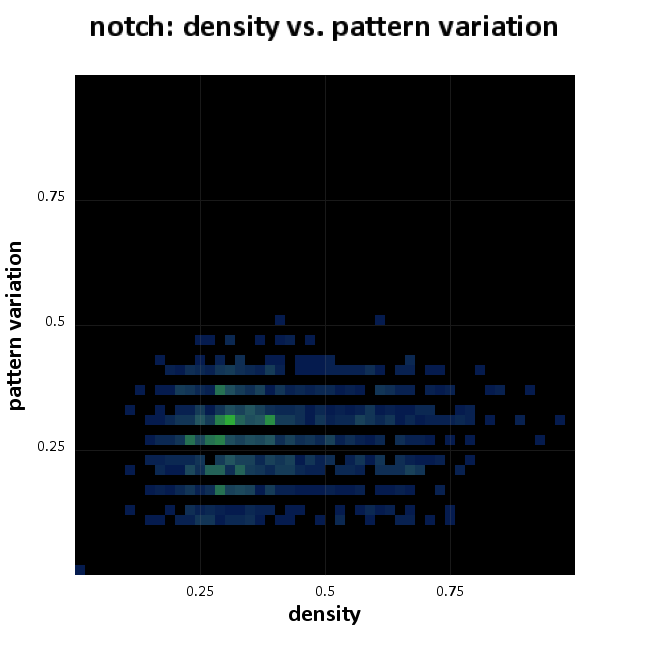 notch: density vs. pattern variation
0.75
0.5
0.25
pattern variation
0.25 0.5 0.75
density